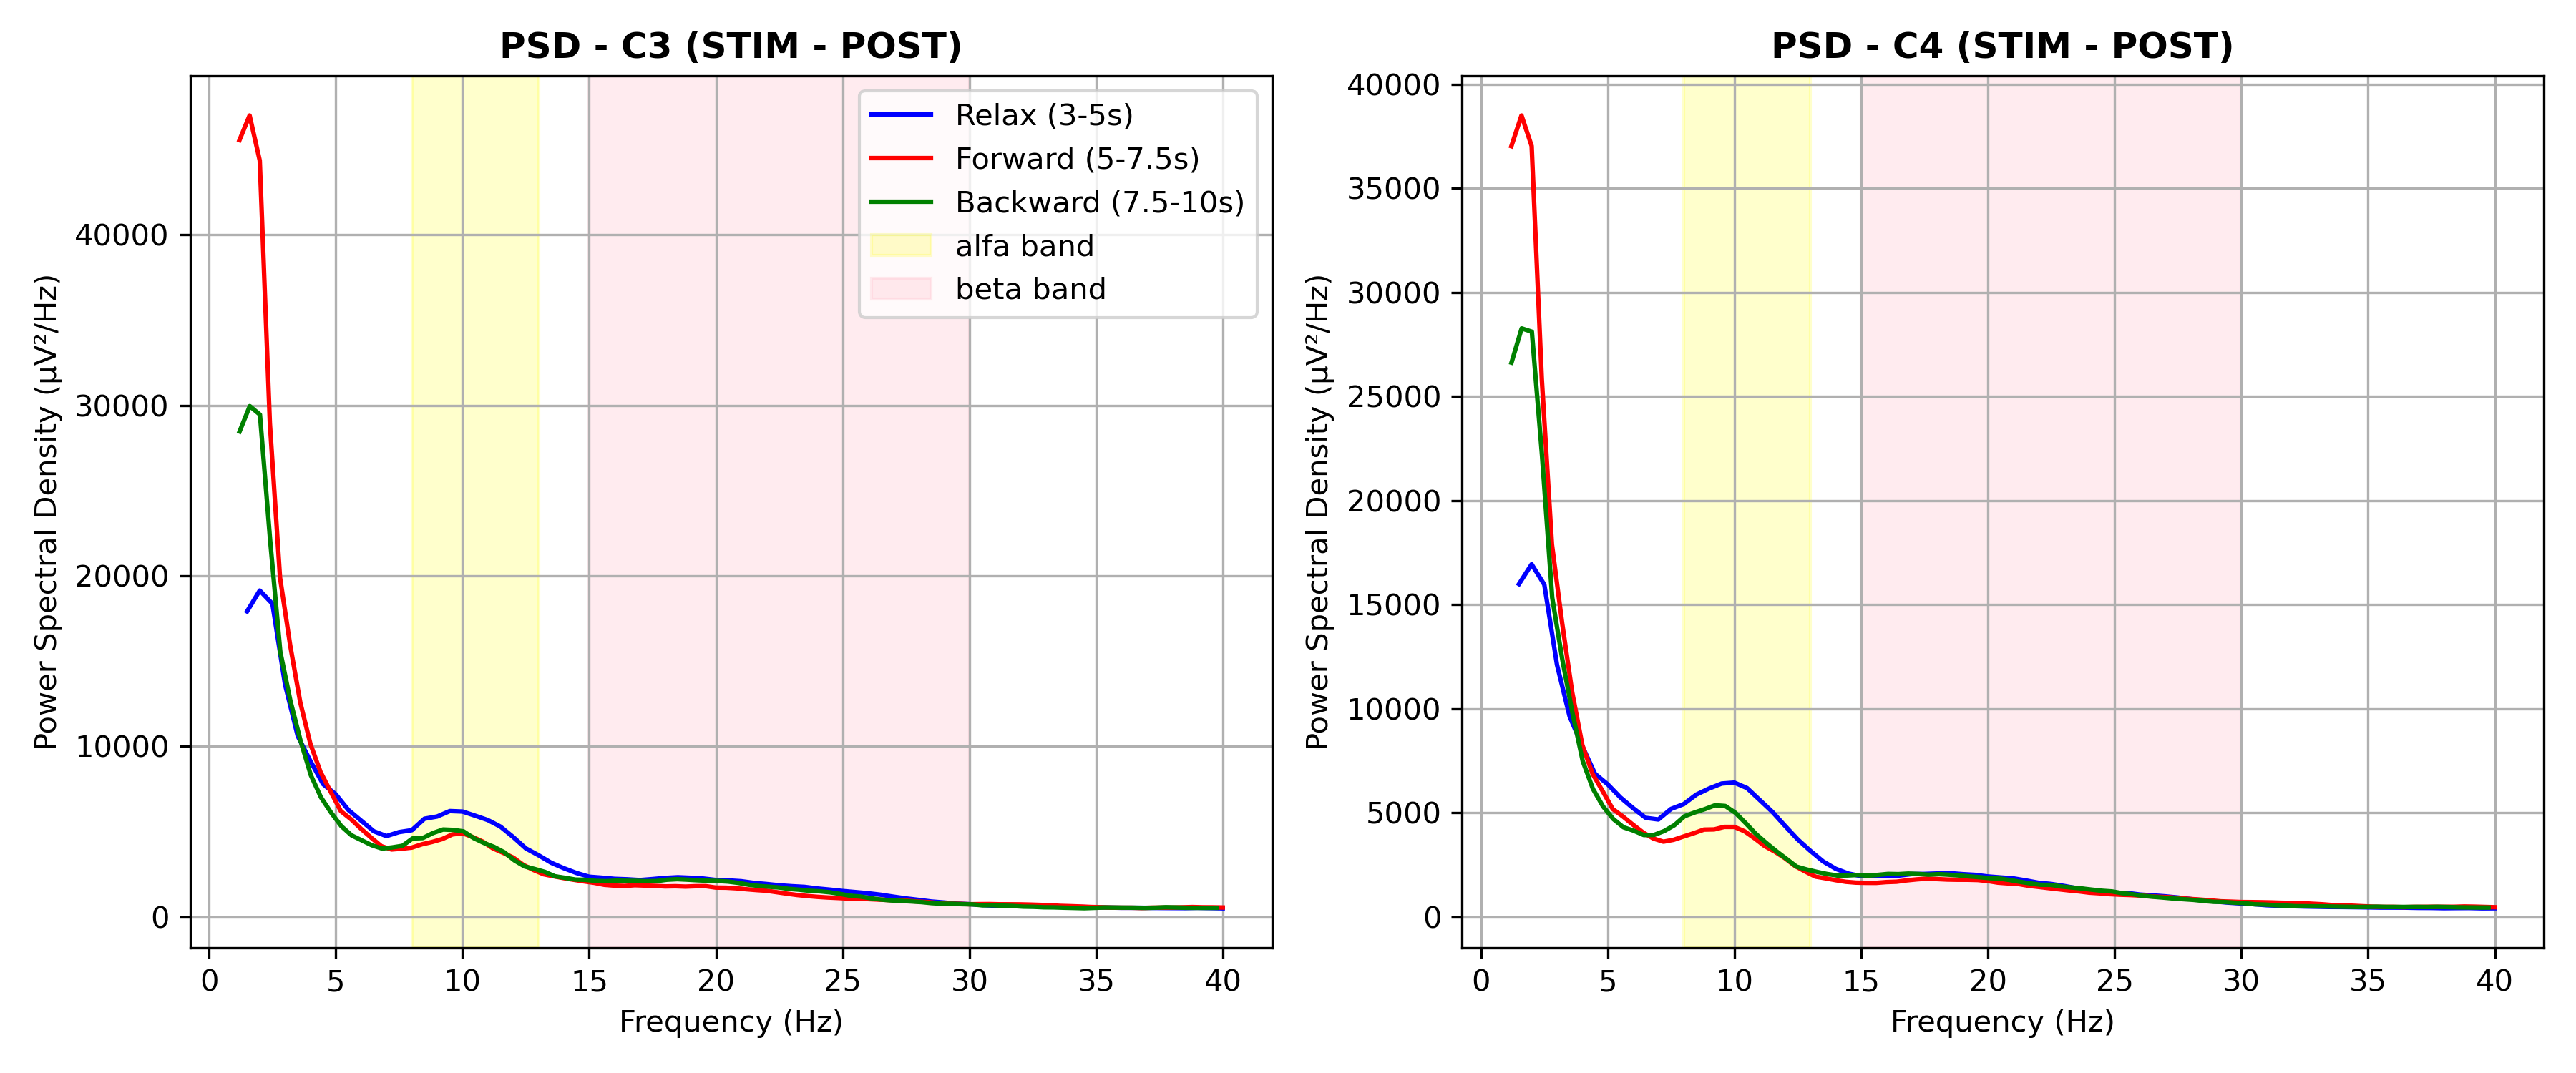 PSD - C3 (STIM - POST)
Power Spectral Density (µV²/Hz)
40000
30000
20000
10000
0
0 5 10 15 20 25 30 35 40
Frequency (Hz)
Relax (3-5s)
Forward (5-7.5s)
Backward (7.5-10s)
alfa band
beta band
PSD - C4 (STIM - POST)
Power Spectral Density (µV²/Hz)
40000
35000
30000
25000
20000
15000
10000
5000
0
0 5 10 15 20 25 30 35 40
Frequency (Hz)